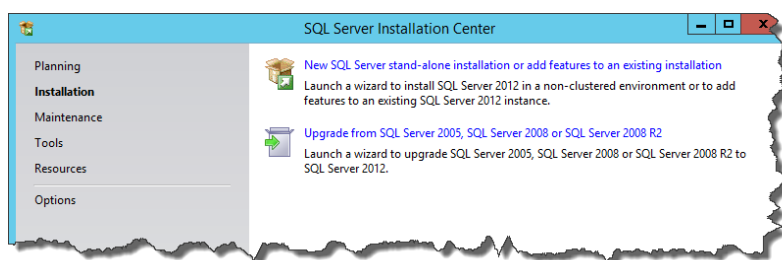 SQL Server Installation Center
Planning
Installation
Maintenance
Tools
Resources
Options
New SQL Server stand-alone installation or add features to an existing installation
Launch a wizard to install SQL Server 2012 in a non-clustered environment or to add
features to an existing SQL Server 2012 instance.
Upgrade from SQL Server 2005, SQL Server 2008 or SQL Server 2008 R2
Launch a wizard to upgrade SQL Server 2005, SQL Server 2008 or SQL Server 2008 R2 to
SQL Server 2012.